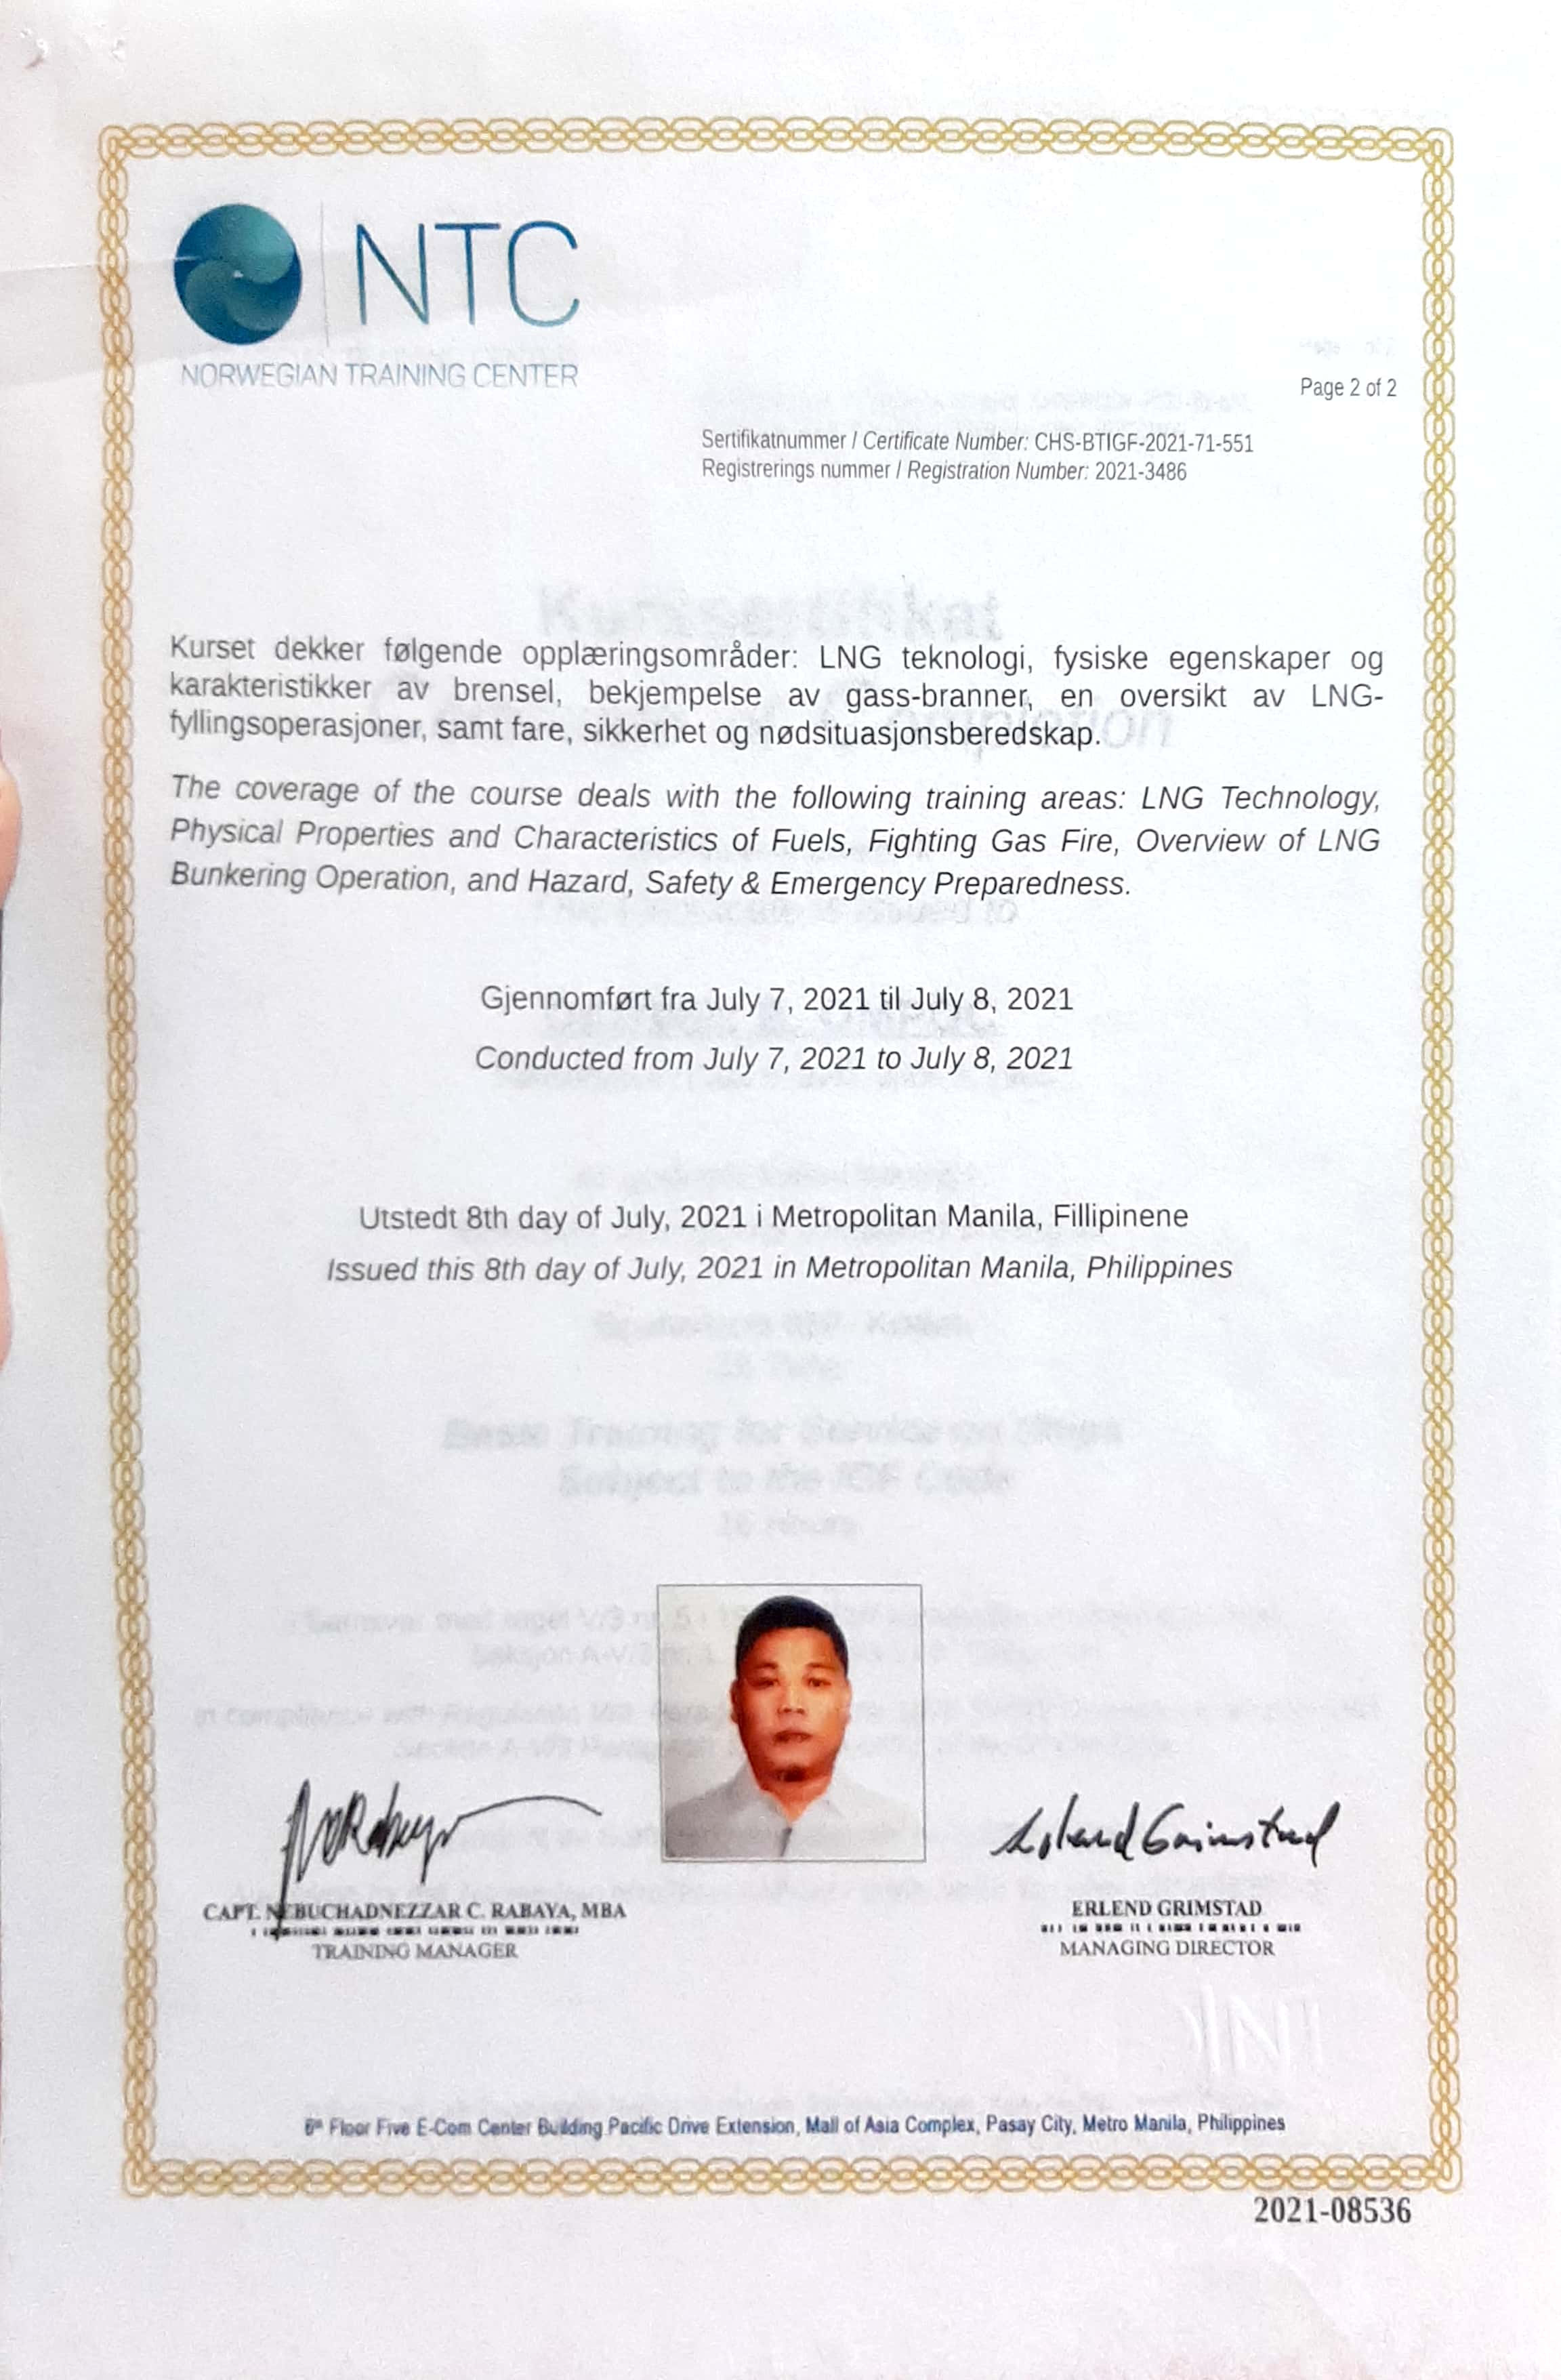 NTC
NORWEGIAN TRAINING CENTER
Page 2 of 2
Sertifikatnummer / Certificate Number: CHS-BTIGF-2021-71-551
Registrerings nummer / Registration Number: 2021-3486
Kurset dekker følgende opplæringsområder: LNG teknologi, fysiske egenskaper og
karakteristikker av brensel, bekjempelse av gass-branner, en oversikt av LNG-
fyllingsoperasjoner, samt fare, sikkerhet og nødsituasjonsberedskap.
The coverage of the course deals with the following training areas: LNG Technology,
Physical Properties and Characteristics of Fuels, Fighting Gas Fire, Overview of LNG
Bunkering Operation, and Hazard, Safety & Emergency Preparedness.
Gjennomført fra July 7, 2021 til July 8, 2021
Conducted from July 7, 2021 to July 8, 2021
Utstedt 8th day of July, 2021 i Metropolitan Manila, Fillipinene
Issued this 8th day of July, 2021 in Metropolitan Manila, Philippines
CAPT. NEBUCHADNEZZAR C. RABAYA, MBA
TRAINING MANAGER
Erlend Grimstad
ERLEND GRIMSTAD
MANAGING DIRECTOR
6th Floor Five E-Com Center Building Pacific Drive Extension, Mall of Asia Complex, Pasay City, Metro Manila, Philippines
2021-08536